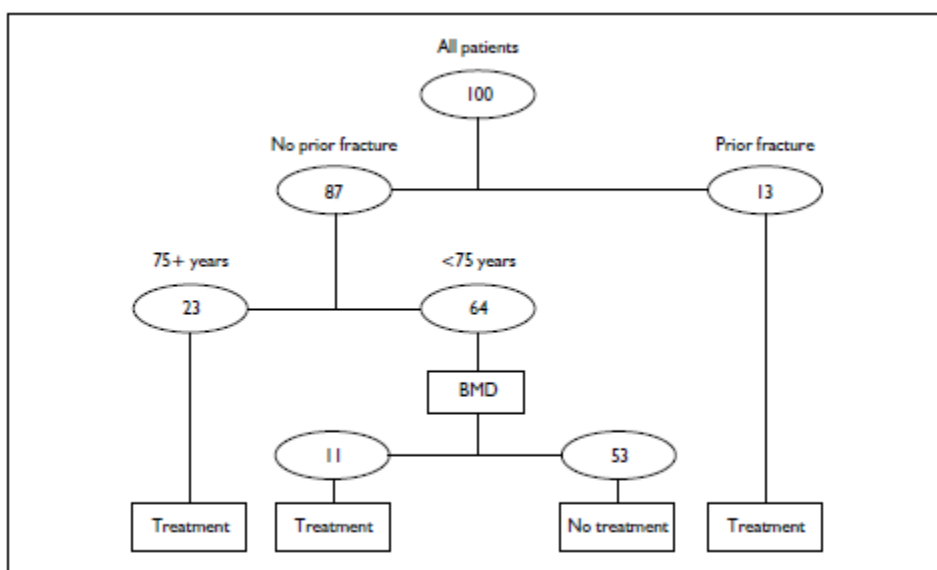 All patients
100
No prior fracture
Prior fracture
87
13
75+ years
<75 years
23
64
BMD
11
53
Treatment
Treatment
No treatment
Treatment